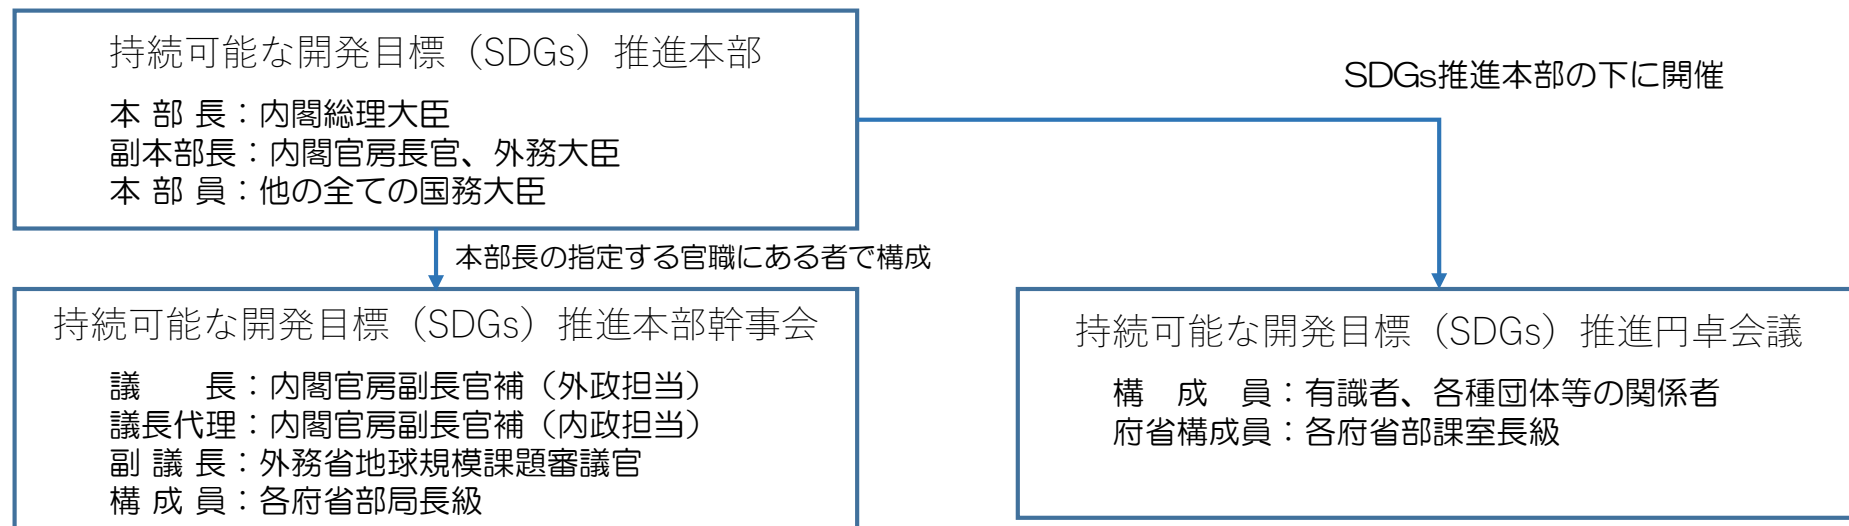 持続可能な開発目標（SDGs）推進本部
本 部 長：内閣総理大臣
副本部長：内閣官房長官、外務大臣
本 部 員：他の全ての国務大臣
SDGs推進本部の下に開催
本部長の指定する官職にある者で構成
持続可能な開発目標（SDGs）推進本部幹事会
議　　長：内閣官房副長官補（外政担当）
議長代理：内閣官房副長官補（内政担当）
副 議 長：外務省地球規模課題審議官
構 成 員：各府省部局長級
持続可能な開発目標（SDGs）推進円卓会議
構　成　員：有識者、各種団体等の関係者
府省構成員：各府省部課室長級